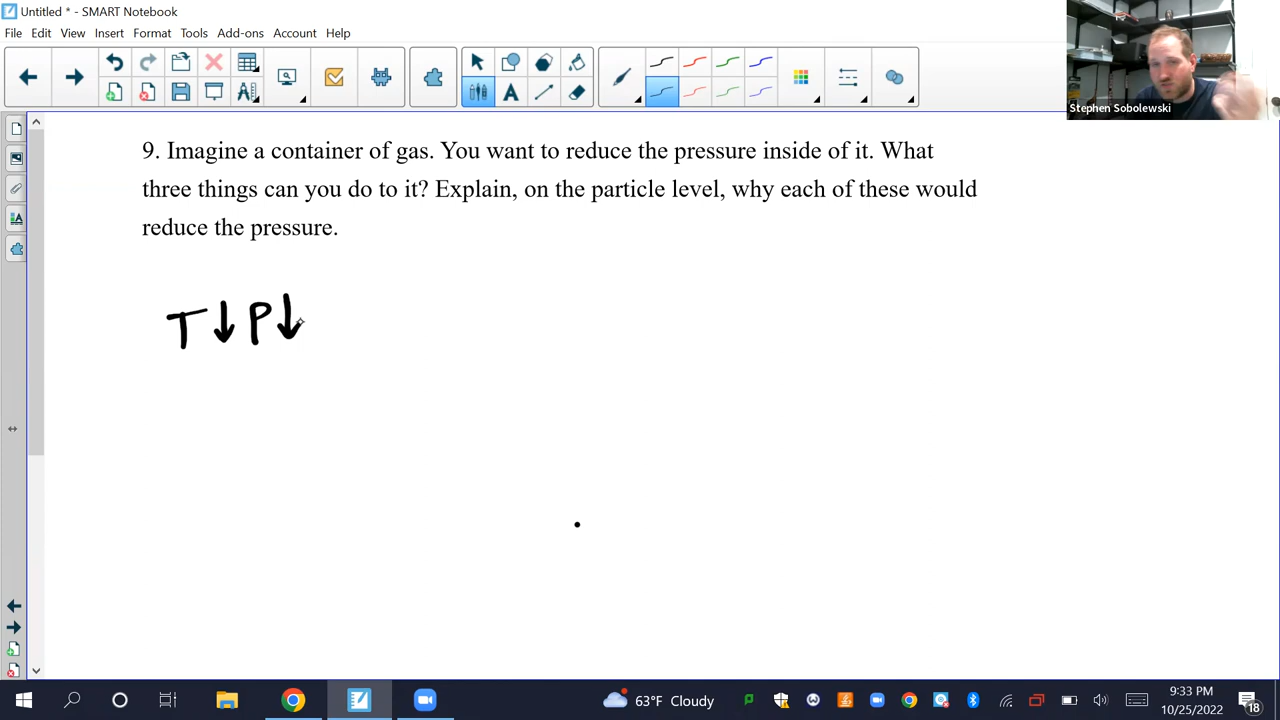 Untitled * - SMART Notebook
File Edit View Insert Format Tools Add-ons Account Help
Stephen Sobolewski
9. Imagine a container of gas. You want to reduce the pressure inside of it. What
three things can you do to it? Explain, on the particle level, why each of these would
reduce the pressure.
T↓ P↓
63°F Cloudy
9:33 PM
10/25/2022
18